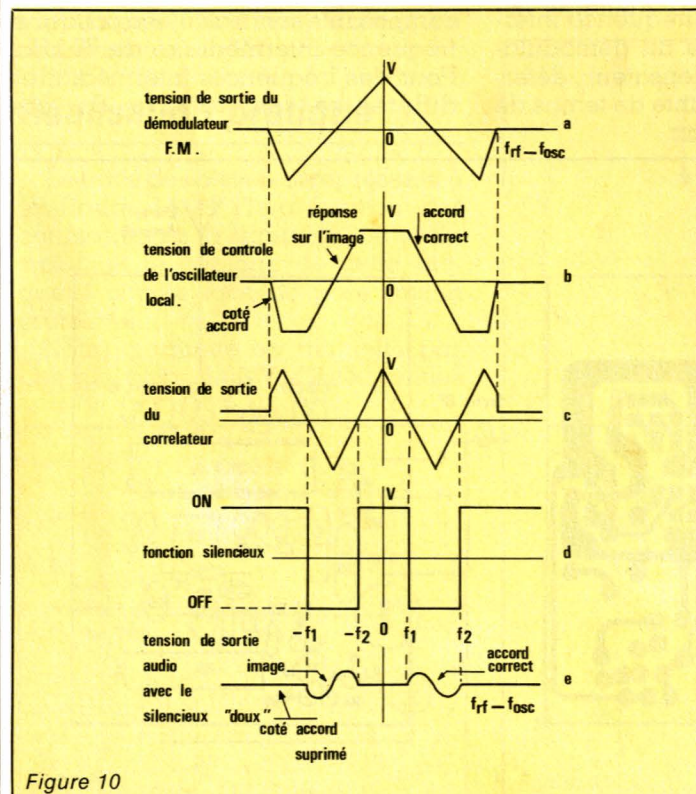 V
tension de sortie du
démodulateur
F.M.
0
a
frf – fosc
réponse
sur l'image
V
accord
correct
tension de controle
de l'oscillateur
local.
0
b
coté
accord
V
tension de sortie
du
correlateur
0
c
ON
V
fonction silencieux
d
OFF
–f1
–f2
0
f1
f2
tension de sortie
audio
avec le
silencieux "doux"
image
accord
correct
e
frf – fosc
coté accord
suprimé
Figure 10